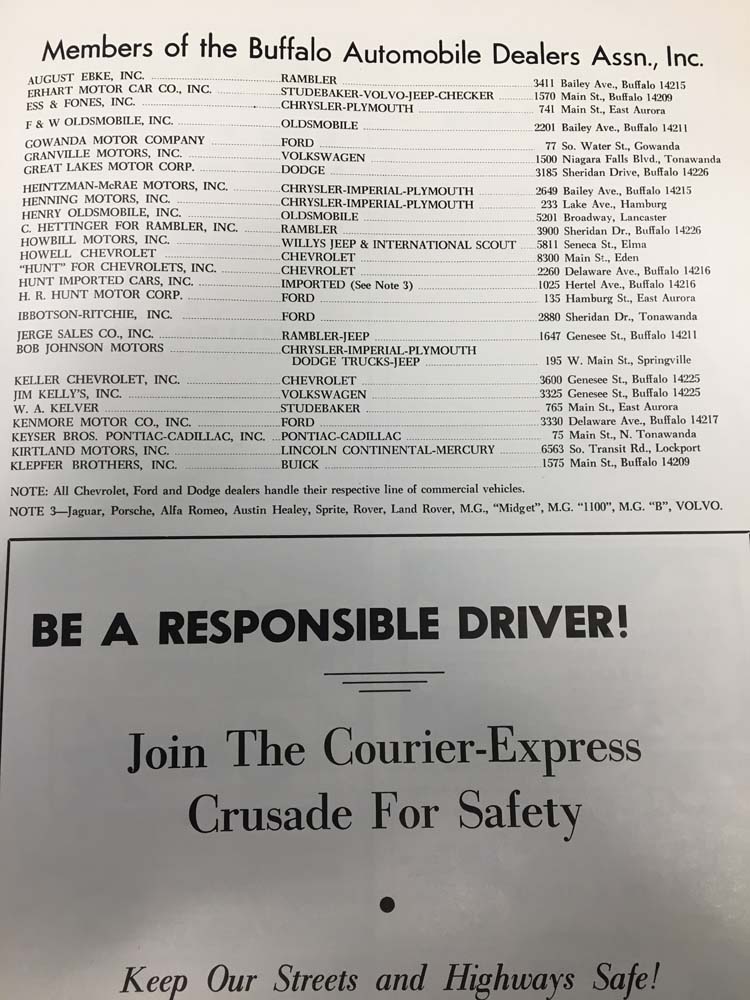 Members of the Buffalo Automobile Dealers Assn., Inc.
AUGUST EBKE, INC. RAMBLER 3411 Bailey Ave., Buffalo 14215
ERHART MOTOR CAR CO., INC. STUDEBAKER-VOLVO-JEEP-CHECKER 1570 Main St., Buffalo 14209
ESS & FONES, INC. CHRYSLER-PLYMOUTH 741 Main St., East Aurora
F & W OLDSMOBILE, INC. OLDSMOBILE 2201 Bailey Ave., Buffalo 14211
GOWANDA MOTOR COMPANY FORD 77 So. Water St., Gowanda
GRANVILLE MOTORS, INC. VOLKSWAGEN 1500 Niagara Falls Blvd., Tonawanda
GREAT LAKES MOTOR CORP. DODGE 3185 Sheridan Drive, Buffalo 14226
HEINTZMAN-McRAE MOTORS, INC. CHRYSLER-IMPERIAL-PLYMOUTH 2649 Bailey Ave., Buffalo 14215
HENNING MOTORS, INC. CHRYSLER-IMPERIAL-PLYMOUTH 233 Lake Ave., Hamburg
HENRY OLDSMOBILE, INC. OLDSMOBILE 5201 Broadway, Lancaster
C. HETTINGER FOR RAMBLER, INC. RAMBLER 3900 Sheridan Dr., Buffalo 14226
HOWBILL MOTORS, INC. WILLYS JEEP & INTERNATIONAL SCOUT 5811 Seneca St., Elma
HOWELL CHEVROLET CHEVROLET 8300 Main St., Eden
"HUNT" FOR CHEVROLETS, INC. CHEVROLET 2260 Delaware Ave., Buffalo 14216
HUNT IMPORTED CARS, INC. IMPORTED (See Note 3) 1025 Hertel Ave., Buffalo 14216
H. R. HUNT MOTOR CORP. FORD 135 Hamburg St., East Aurora
IBBOTSON-RITCHIE, INC. FORD 2880 Sheridan Dr., Tonawanda
JERGE SALES CO., INC. RAMBLER-JEEP 1647 Genesee St., Buffalo 14211
BOB JOHNSON MOTORS CHRYSLER-IMPERIAL-PLYMOUTH
DODGE TRUCKS-JEEP 195 W. Main St., Springville
KELLER CHEVROLET, INC. CHEVROLET 3600 Genesee St., Buffalo 14225
JIM KELLY'S, INC. VOLKSWAGEN 3325 Genesee St., Buffalo 14225
W. A. KELVER STUDEBAKER 765 Main St., East Aurora
KENMORE MOTOR CO., INC. FORD 3330 Delaware Ave., Buffalo 14217
KEYSER BROS. PONTIAC-CADILLAC, INC. PONTIAC-CADILLAC 75 Main St., N. Tonawanda
KIRTLAND MOTORS, INC. LINCOLN CONTINENTAL-MERCURY 6563 So. Transit Rd., Lockport
KLEPFER BROTHERS, INC. BUICK 1575 Main St., Buffalo 14209
NOTE: All Chevrolet, Ford and Dodge dealers handle their respective line of commercial vehicles.
NOTE 3—Jaguar, Porsche, Alfa Romeo, Austin Healey, Sprite, Rover, Land Rover, M.G., "Midget", M.G. "1100", M.G. "B", VOLVO.
BE A RESPONSIBLE DRIVER!
Join The Courier-Express
Crusade For Safety
•
Keep Our Streets and Highways Safe!